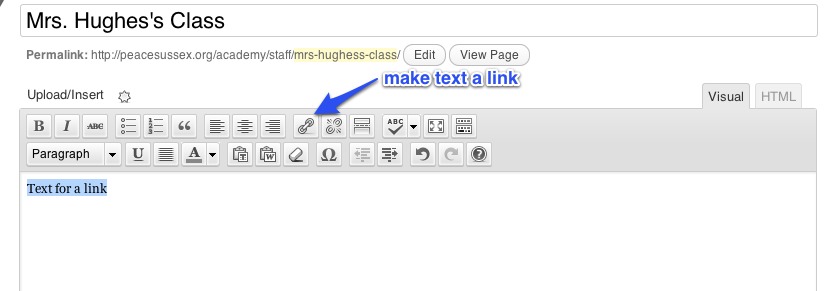 Mrs. Hughes's Class
Permalink: http://peacesussex.org/academy/staff/mrs-hughess-class/ Edit View Page
make text a link
Upload/Insert Visual HTML
B I ABC ABC
Paragraph U A T W Ω ?
Text for a link